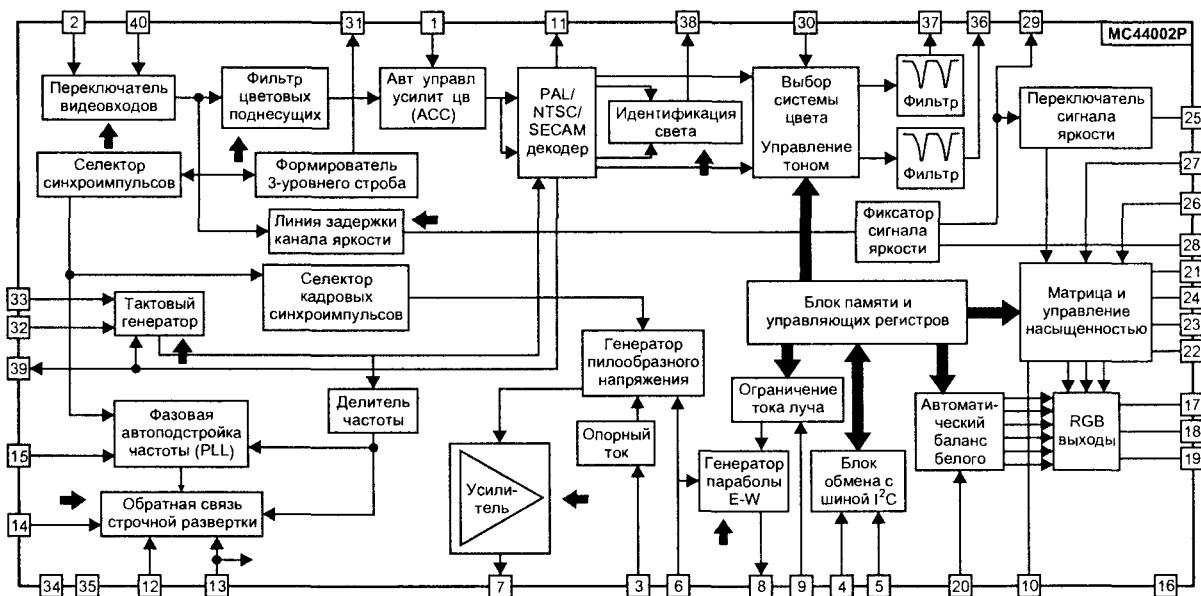 2
40
31
1
11
38
30
37
36
29
MC44002P
Переключатель
видеовходов
Фильтр
цветовых
поднесущих
Авт управл
усилит цв
(ACC)
PAL/
NTSC/
SECAM
декодер
Идентификация
света
Выбор
системы
цвета
Управление
тоном
Фильтр
Фильтр
Переключатель
сигнала
яркости
25
27
26
28
21
24
23
22
17
18
19
Селектор
синхроимпульсов
Формирователь
3-уровнего строба
Линия задержки
канала яркости
Фиксатор
сигнала
яркости
Селектор
кадровых
синхроимпульсов
33
32
39
Тактовый
генератор
Блок памяти и
управляющих регистров
Матрица и
управление
насыщенностью
Генератор
пилообразного
напряжения
Делитель
частоты
Ограничение
тока луча
Автомати-
ческий
баланс
белого
RGB
выходы
15
14
Фазовая
автоподстройка
частоты (PLL)
Опорный
ток
Усили-
тель
Генератор
параболы
E-W
Блок
обмена с
шиной I²C
Обратная связь
строчной развертки
34
35
12
13
7
3
6
8
9
4
5
20
10
16